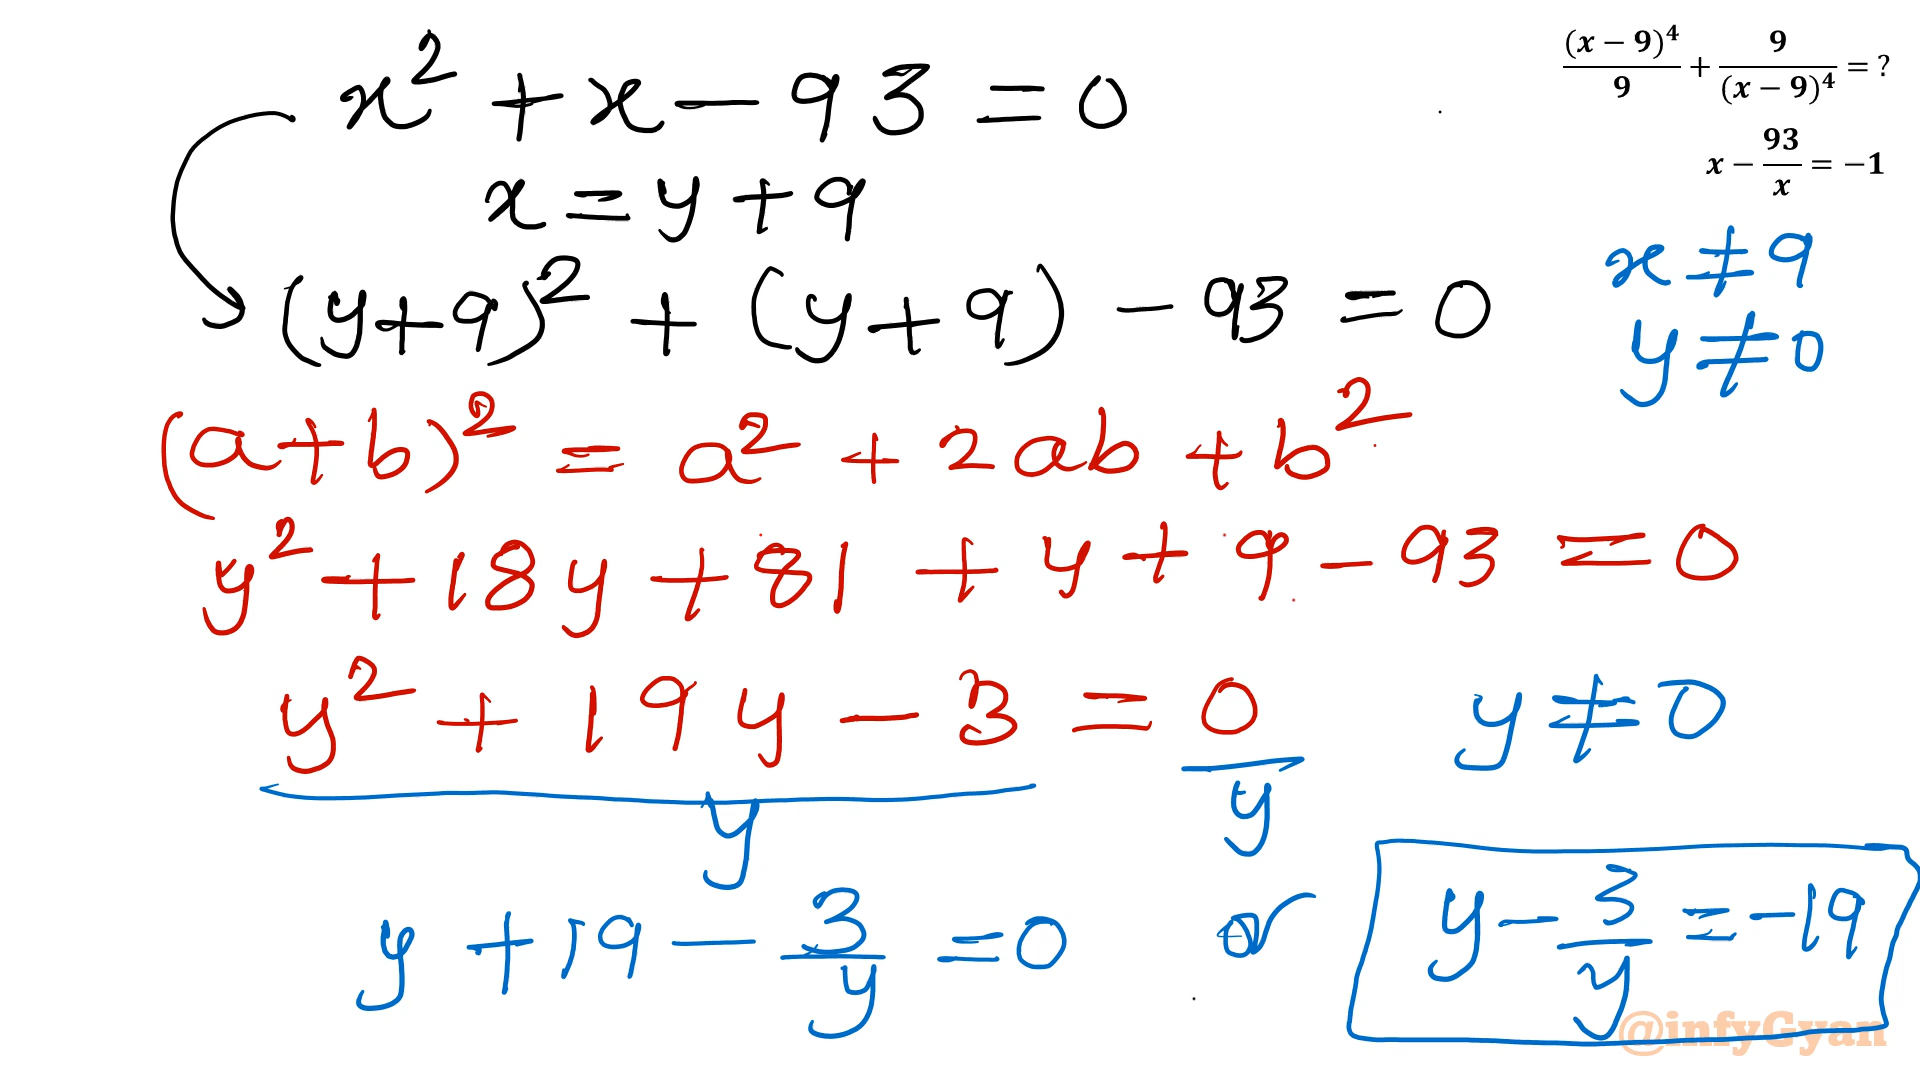 x² + x − 93 = 0
(x − 9)⁴/9 + 9/(x − 9)⁴ = ?
x − 93/x = −1
x = y + 9
x ≠ 9
(y+9)² + (y+9) − 93 = 0
y ≠ 0
(a+b)² = a² + 2ab + b²
y² + 18y + 81 + y + 9 − 93 = 0
(y² + 19y − 3)/y = 0/y
y ≠ 0
y + 19 − 3/y = 0 or y − 3/y = −19
@infyGyan